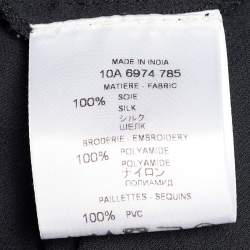 MADE IN INDIA
10A 6974 785
MATIERE - FABRIC
100% SOIE
SILK
シルク
ШЕЛК
BRODERIE - EMBROIDERY
100% POLYAMIDE
POLYAMIDE
ナイロン
ПОЛИАМИД
PAILLETTES - SEQUINS
100% PVC